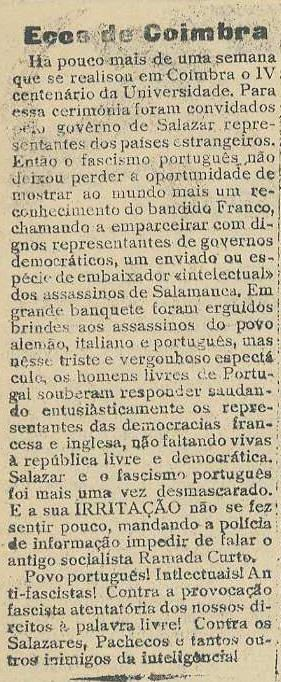 Ecos de Coimbra
Há pouco mais de uma semana
que se realisou em Coimbra o IV
centenário da Universidade. Para
essa cerimónia foram convidados
pelo govêrno de Salazar repre-
sentantes dos países estrangeiros.
Então o fascismo português não
deixou perder a oportunidade de
mostrar ao mundo mais um re-
conhecimento do bandido Franco,
chamando a emparceirar com di-
gnos representantes de governos
democráticos, um enviado ou es-
pécie de embaixador «intelectual»
dos assassinos de Salamanca. Em
grande banquete foram erguidos
brindes aos assassinos do povo
alemão, italiano e português, mas
nêsse triste e vergonhoso espectá
culo, os homens livres de Portu-
gal souberam responder saudan-
do entusiàsticamente os repre-
sentantes das democracias fran-
cesa e inglesa, não faltando vivas
à república livre e democrática.
Salazar e o fascismo português
foi mais uma vez desmascarado.
E a sua IRRITAÇÃO não se fez
sentir pouco, mandando a polícia
de informação impedir de falar o
antigo socialista Ramada Curto.
Povo português! Intlectuais! An
ti-fascistas! Contra a provocação
fascista atentatória dos nossos di-
reitos à palavra livre! Contra os
Salazares, Pachecos e tantos ou-
tros inimigos da inteligência!